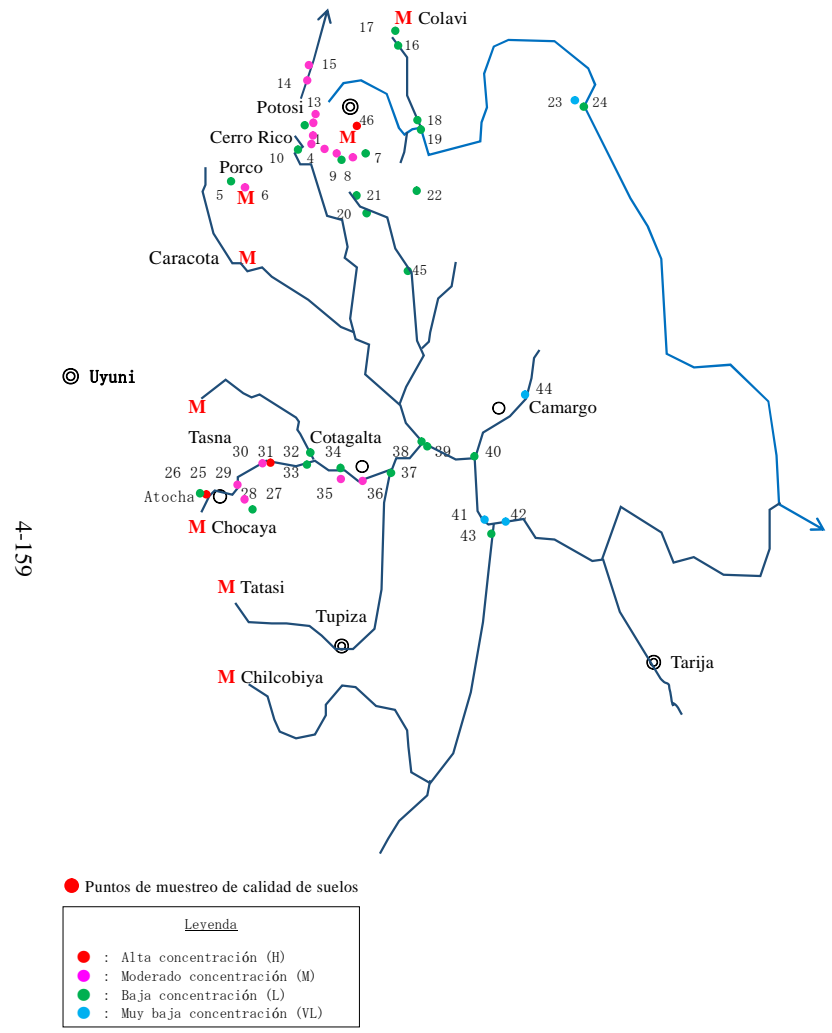 17 M Colavi
16
15
14
13
Potosi
46
23 24
18
Cerro Rico 1 M
19
10 4 7
Porco 9 8
5 M 6 21 22
20
Caracota M
45
Uyuni
44
M Camargo
Tasna Cotagalta
30 31 32 34 38 39 40
26 25 29 33 37
Atocha 28 27 35 36
M Chocaya 41 42
43
4-159
M Tatasi
Tupiza
Tarija
M Chilcobiya
Puntos de muestreo de calidad de suelos
Leyenda
: Alta concentración (H)
: Moderado concentración (M)
: Baja concentración (L)
: Muy baja concentración (VL)